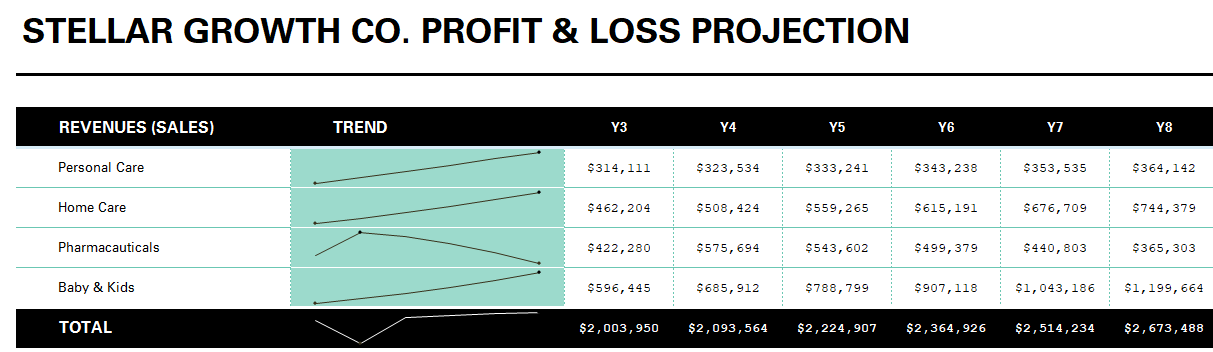 STELLAR GROWTH CO. PROFIT & LOSS PROJECTION
REVENUES (SALES) TREND Y3 Y4 Y5 Y6 Y7 Y8
Personal Care $314,111 $323,534 $333,241 $343,238 $353,535 $364,142
Home Care $462,204 $508,424 $559,265 $615,191 $676,709 $744,379
Pharmacauticals $422,280 $575,694 $543,602 $499,379 $440,803 $365,303
Baby & Kids $596,445 $685,912 $788,799 $907,118 $1,043,186 $1,199,664
TOTAL $2,003,950 $2,093,564 $2,224,907 $2,364,926 $2,514,234 $2,673,488